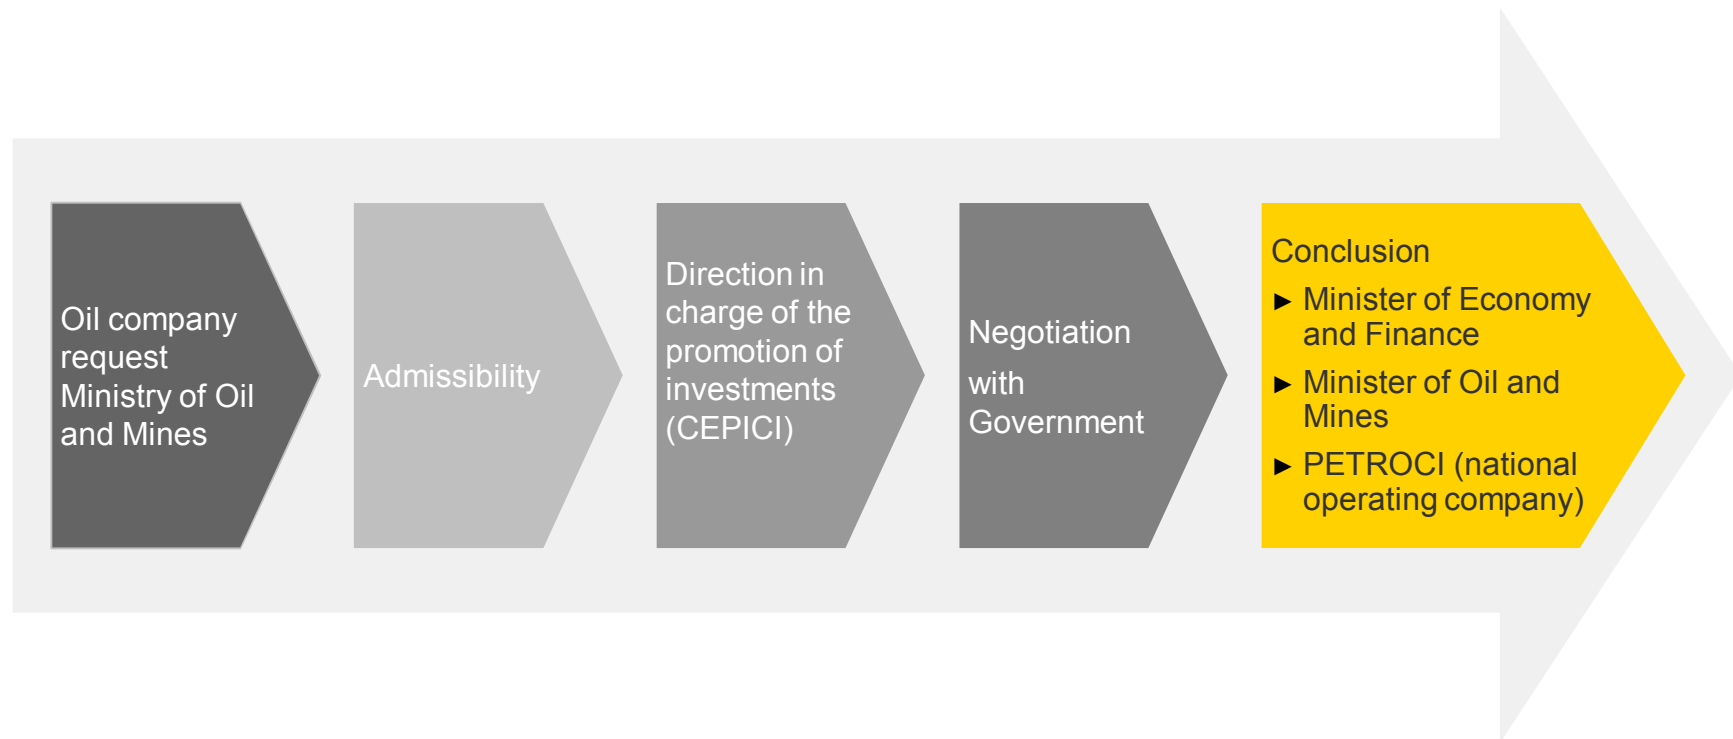 Oil company
request
Ministry of Oil
and Mines
Admissibility
Direction in
charge of the
promotion of
investments
(CEPICI)
Negotiation
with
Government
Conclusion
► Minister of Economy
and Finance
► Minister of Oil and
Mines
► PETROCI (national
operating company)